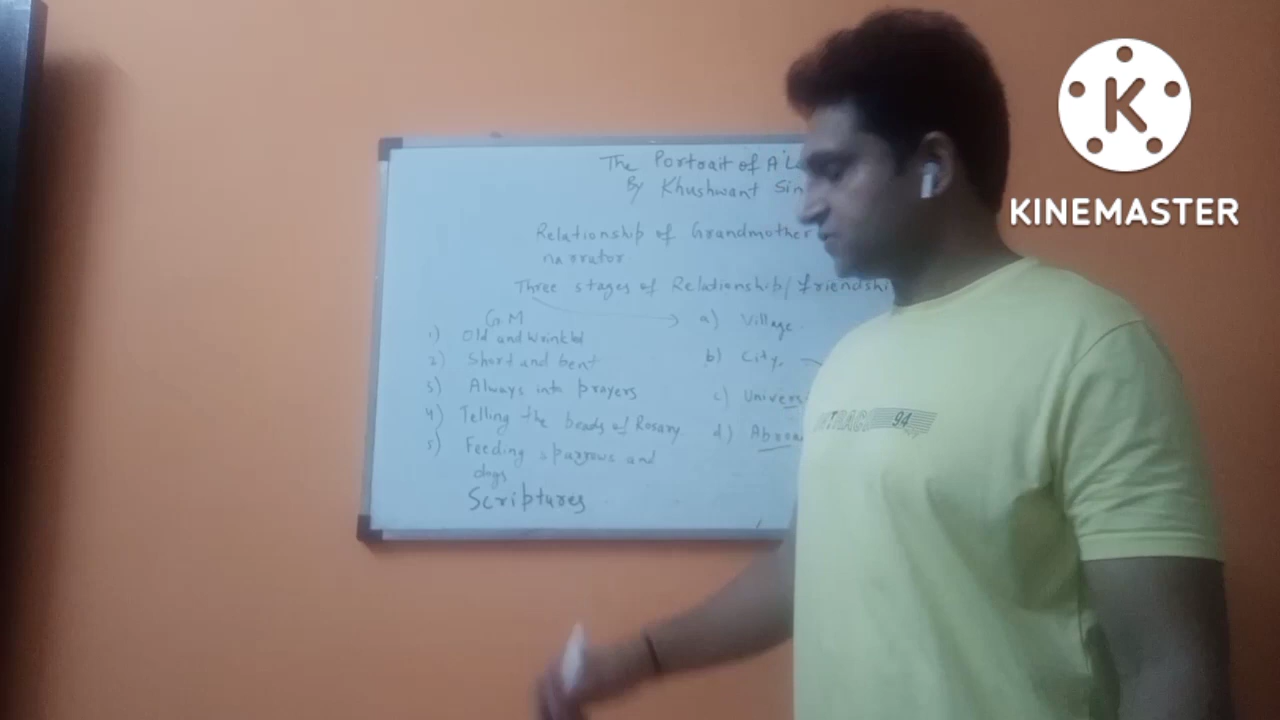 The Portrait of A L
By Khushwant Sin
Relationship of Grandmother
narrator
Three stages of Relationship/friendshi
G.M
1) Old and Wrinkled
2) Short and bent
3) Always into prayers
4) Telling the beads of Rosary
5) Feeding sparrows and
dogs
Scriptures
a) Village
b) City
c) Univers
d) Abroa
94
K
KINEMASTER